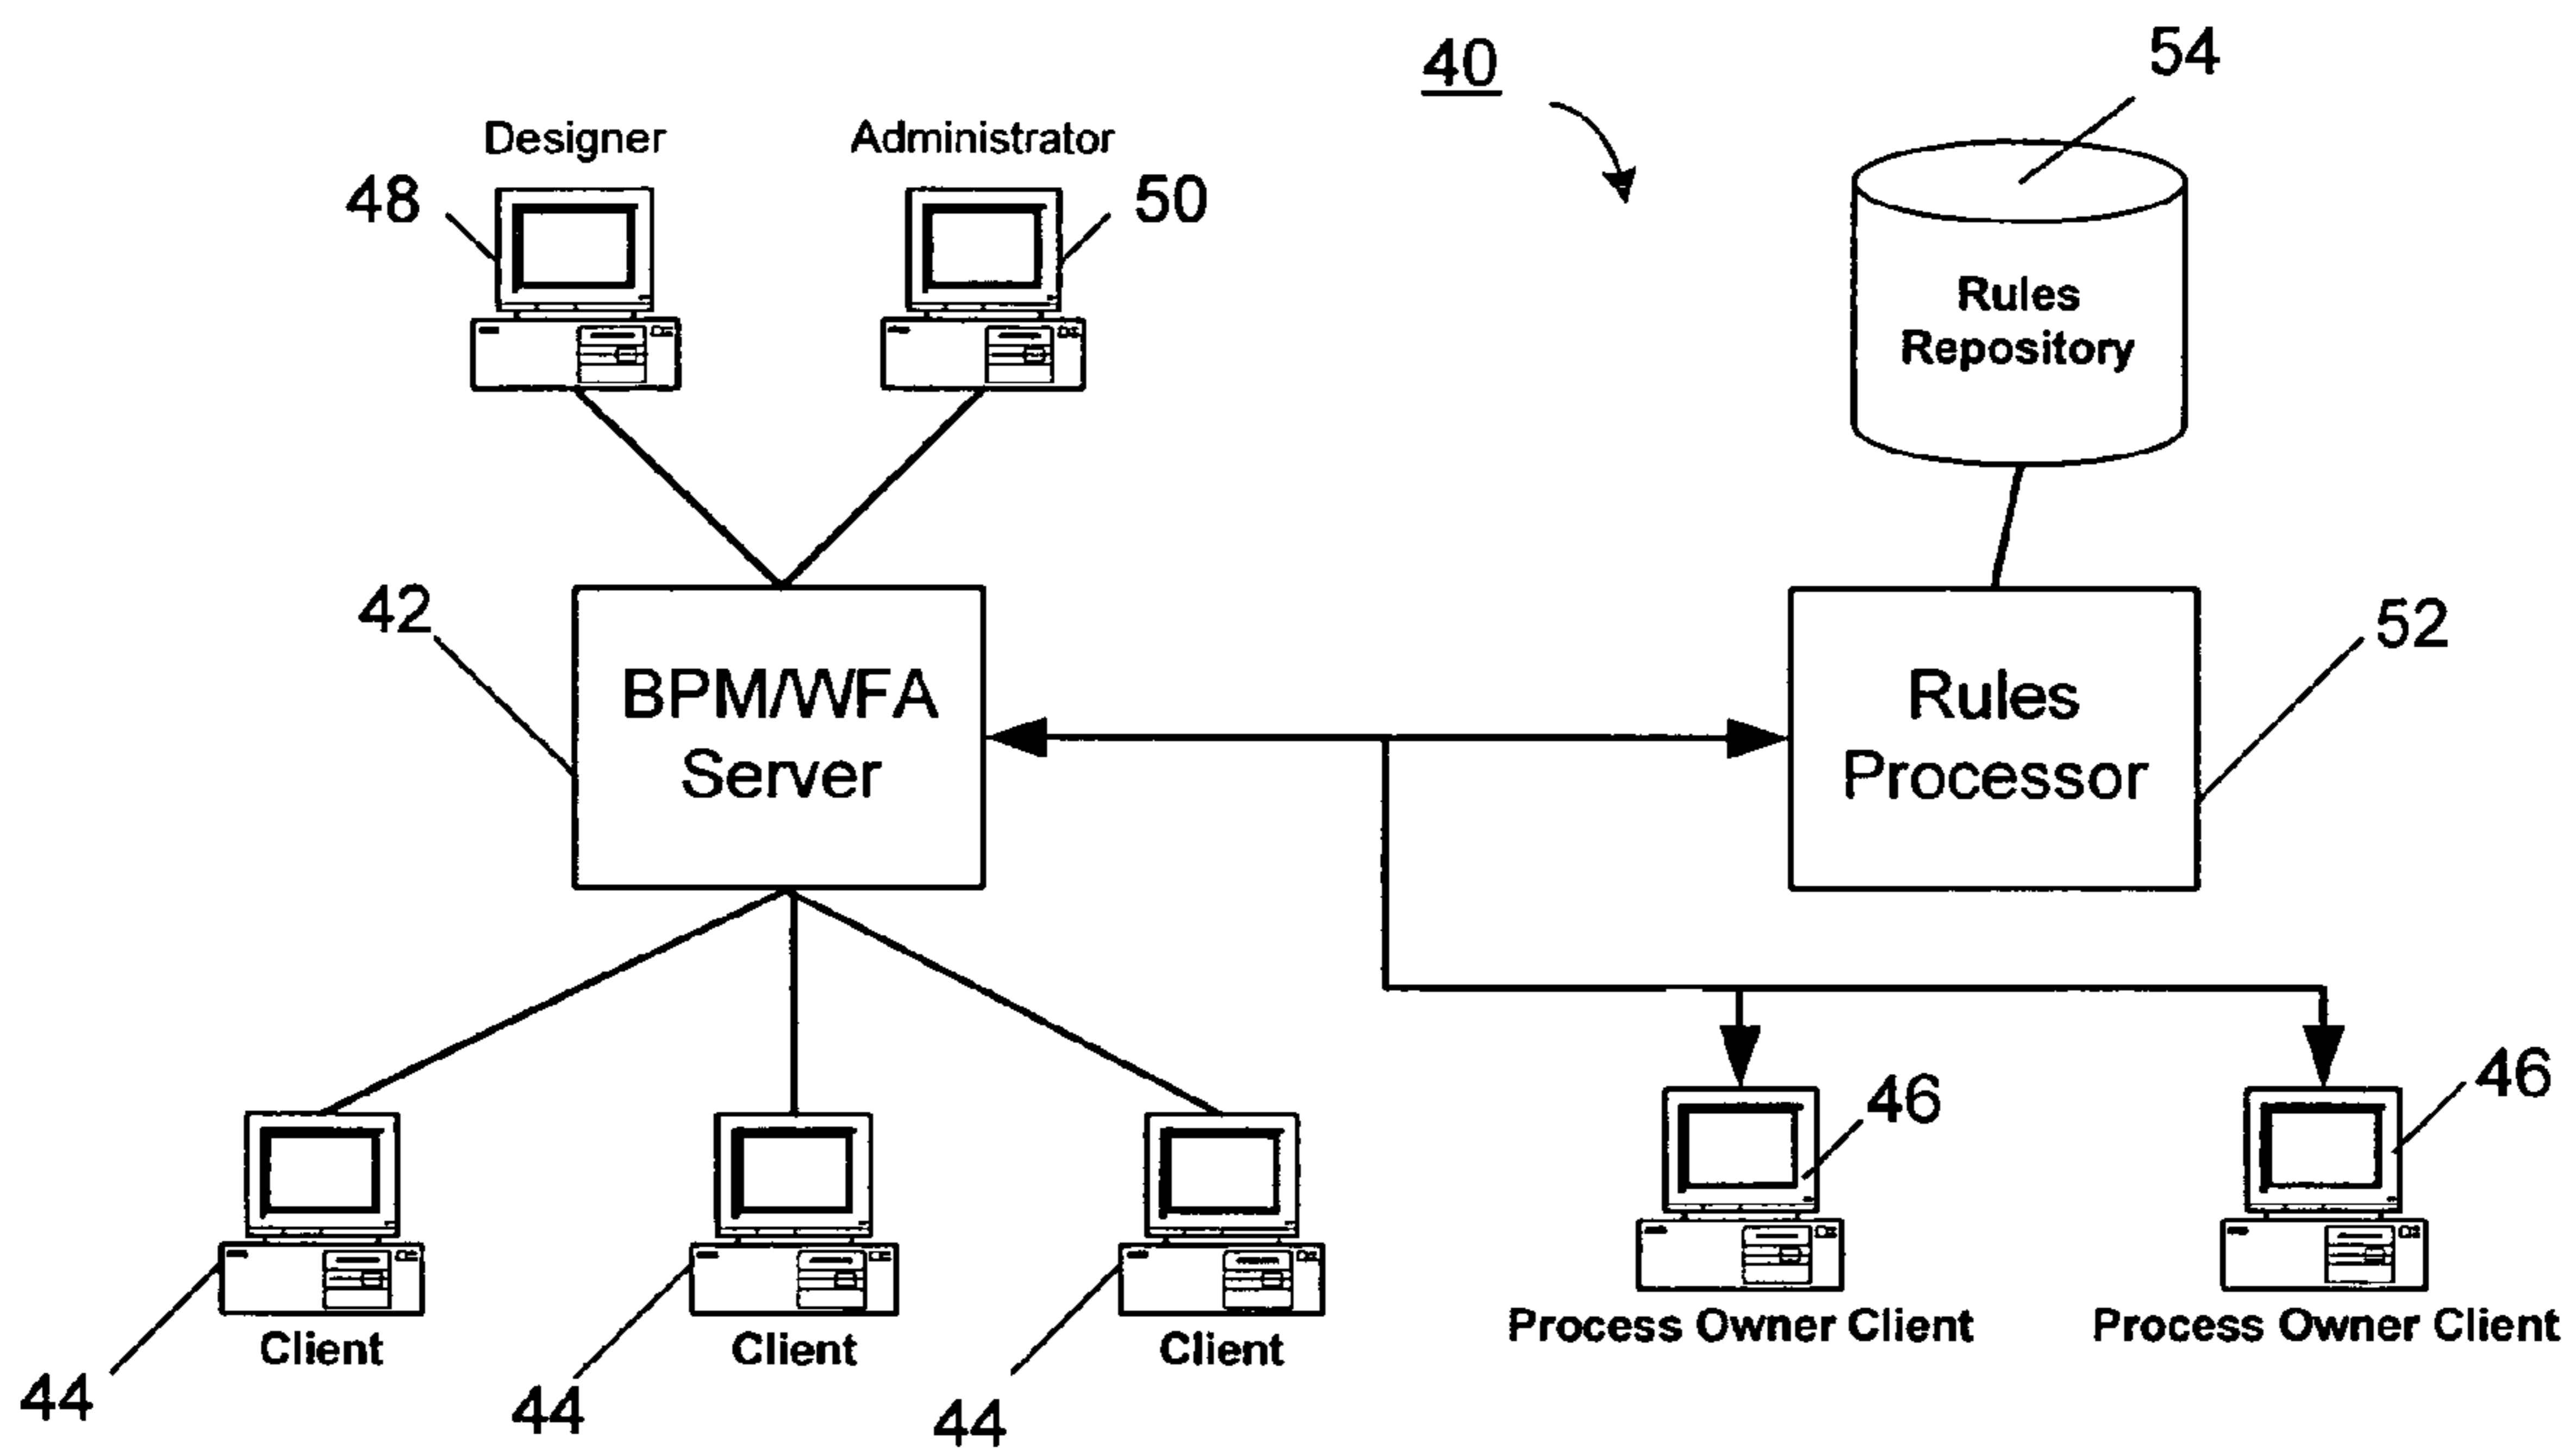 40
54
Designer
Administrator
48
50
Rules
Repository
42
BPM/WFA
Server
Rules
Processor
52
46
46
Process Owner Client
Process Owner Client
Client
Client
Client
44
44
44